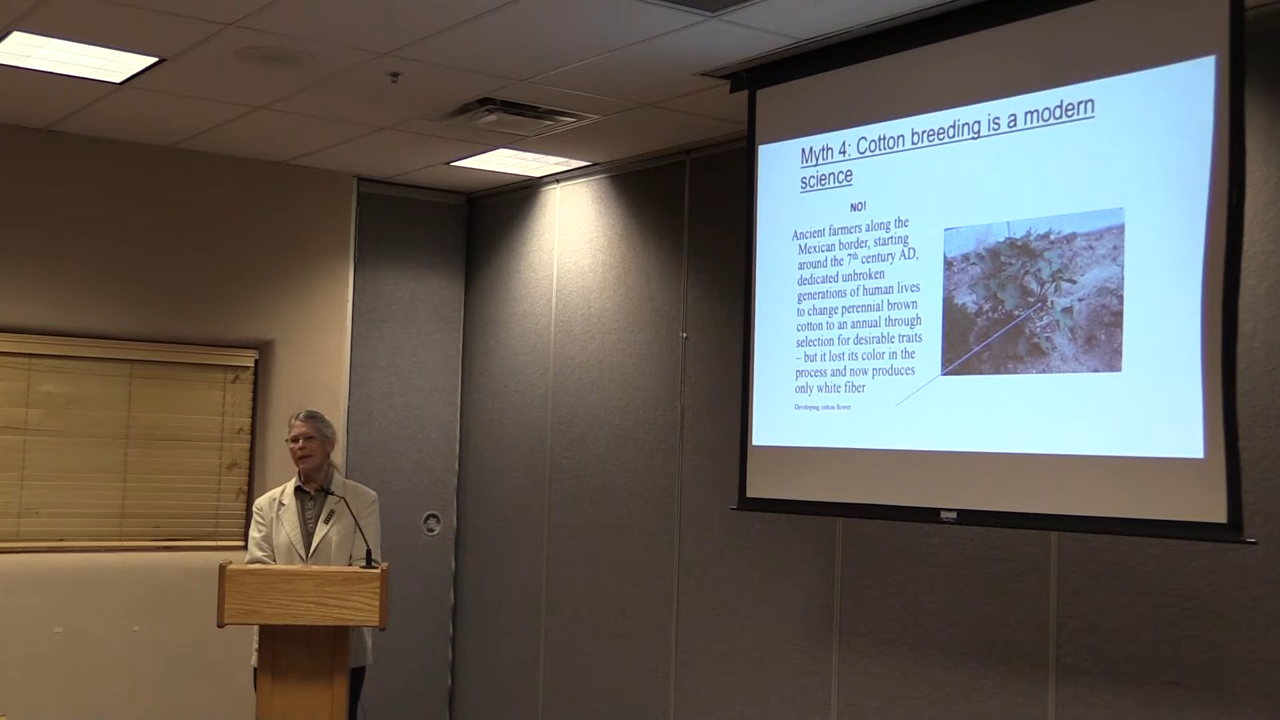 Myth 4: Cotton breeding is a modern
science
NO!
Ancient farmers along the
Mexican border, starting
around the 7th century AD,
dedicated unbroken
generations of human lives
to change perennial brown
cotton to an annual through
selection for desirable traits
– but it lost its color in the
process and now produces
only white fiber
Developing cotton flower